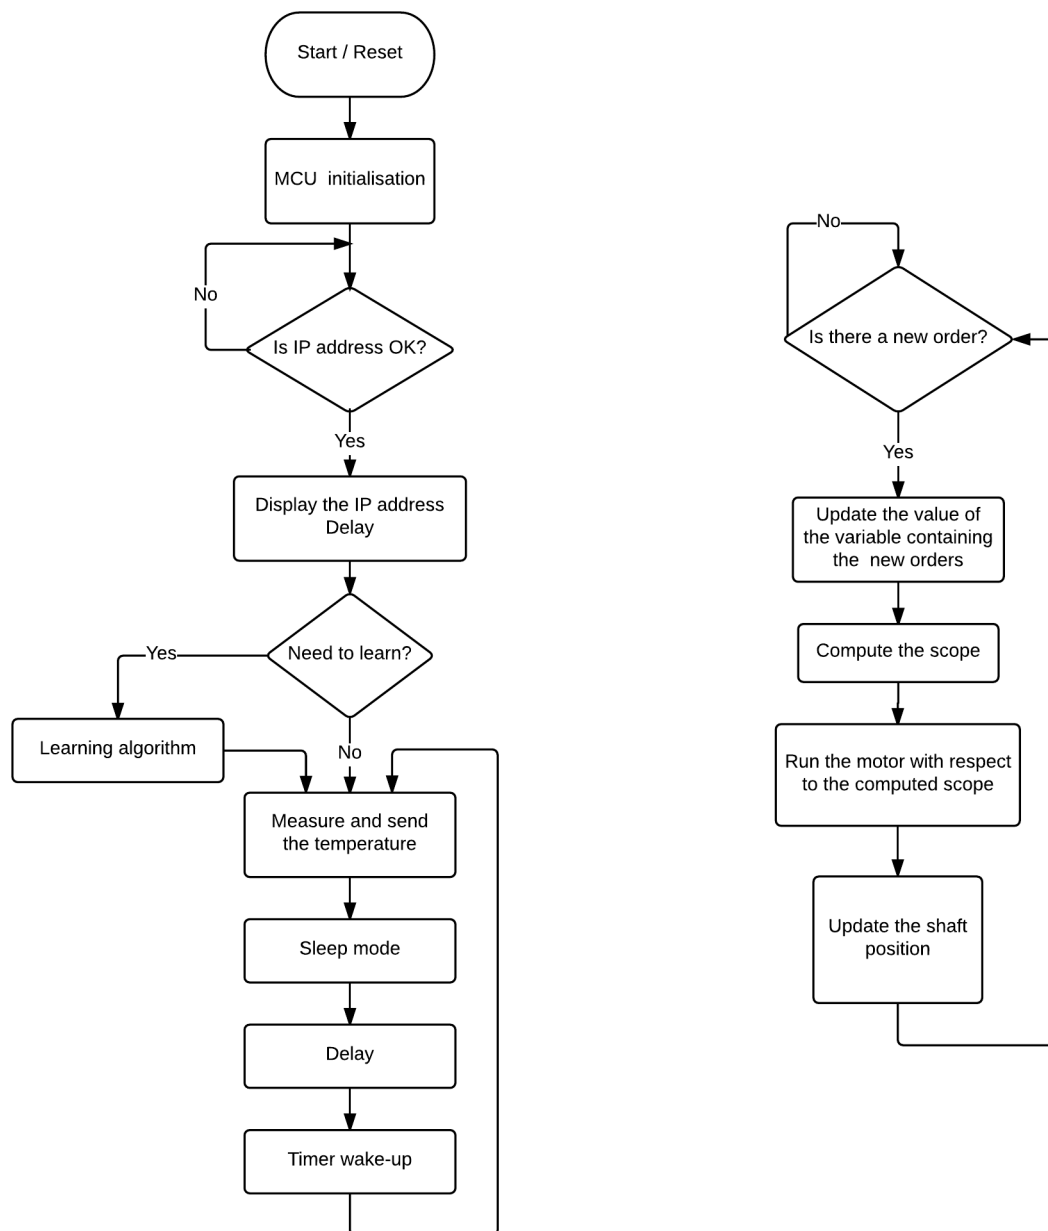 Start / Reset
MCU  initialisation
No
Is IP address OK?
Yes
Display the IP address
Delay
Need to learn?
Yes
Learning algorithm
No
Measure and send
the temperature
Sleep mode
Delay
Timer wake-up
No
Is there a new order?
Yes
Update the value of
the variable containing
the  new orders
Compute the scope
Run the motor with respect
to the computed scope
Update the shaft
position